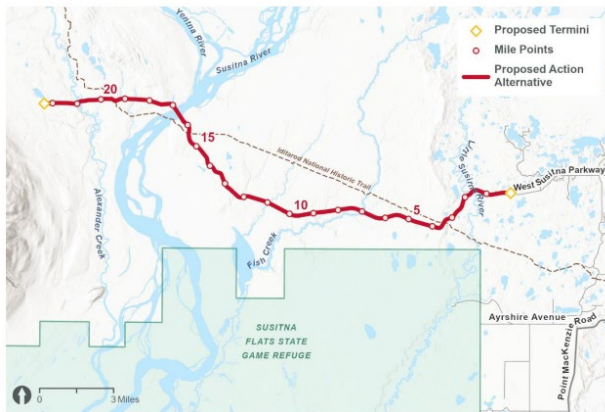 Proposed Termini
Mile Points
Proposed Action
Alternative
Yentna River
Susitna River
20
15
Iditarod National Historic Trail
Little Susitna River
West Susitna Parkway
Alexander Creek
10
5
Fish Creek
SUSITNA
FLATS STATE
GAME REFUGE
Ayrshire Avenue
Point MacKenzie
Road
0
3 Miles